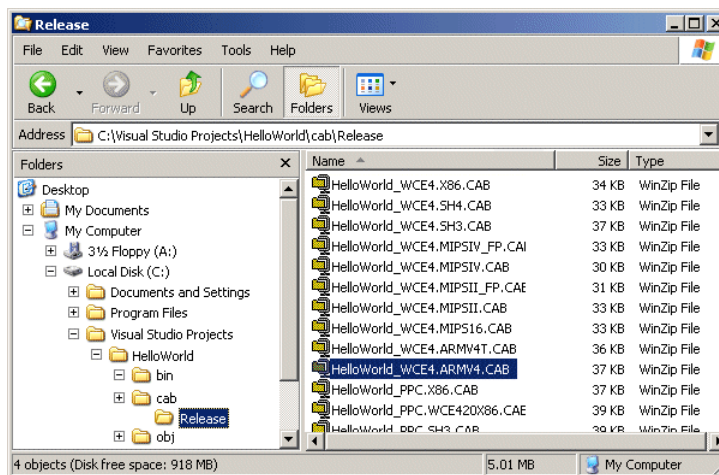 Release
File Edit View Favorites Tools Help
Back Forward Up Search Folders Views
Address C:\Visual Studio Projects\HelloWorld\cab\Release
Folders
Desktop
My Documents
My Computer
3½ Floppy (A:)
Local Disk (C:)
Documents and Settings
Program Files
Visual Studio Projects
HelloWorld
bin
cab
Release
obj
Name Size Type
HelloWorld_WCE4.X86.CAB 34 KB WinZip File
HelloWorld_WCE4.SH4.CAB 33 KB WinZip File
HelloWorld_WCE4.SH3.CAB 37 KB WinZip File
HelloWorld_WCE4.MIPSIV_FP.CAI 33 KB WinZip File
HelloWorld_WCE4.MIPSIV.CAB 30 KB WinZip File
HelloWorld_WCE4.MIPSII_FP.CAE 31 KB WinZip File
HelloWorld_WCE4.MIPSII.CAB 33 KB WinZip File
HelloWorld_WCE4.MIPS16.CAB 33 KB WinZip File
HelloWorld_WCE4.ARMV4T.CAB 36 KB WinZip File
HelloWorld_WCE4.ARMV4.CAB 37 KB WinZip File
HelloWorld_PPC.X86.CAB 37 KB WinZip File
HelloWorld_PPC.WCE420X86.CAE 39 KB WinZip File
HelloWorld_PPC.SH3.CAB 39 KB WinZip File
4 objects (Disk free space: 918 MB) 5.01 MB My Computer